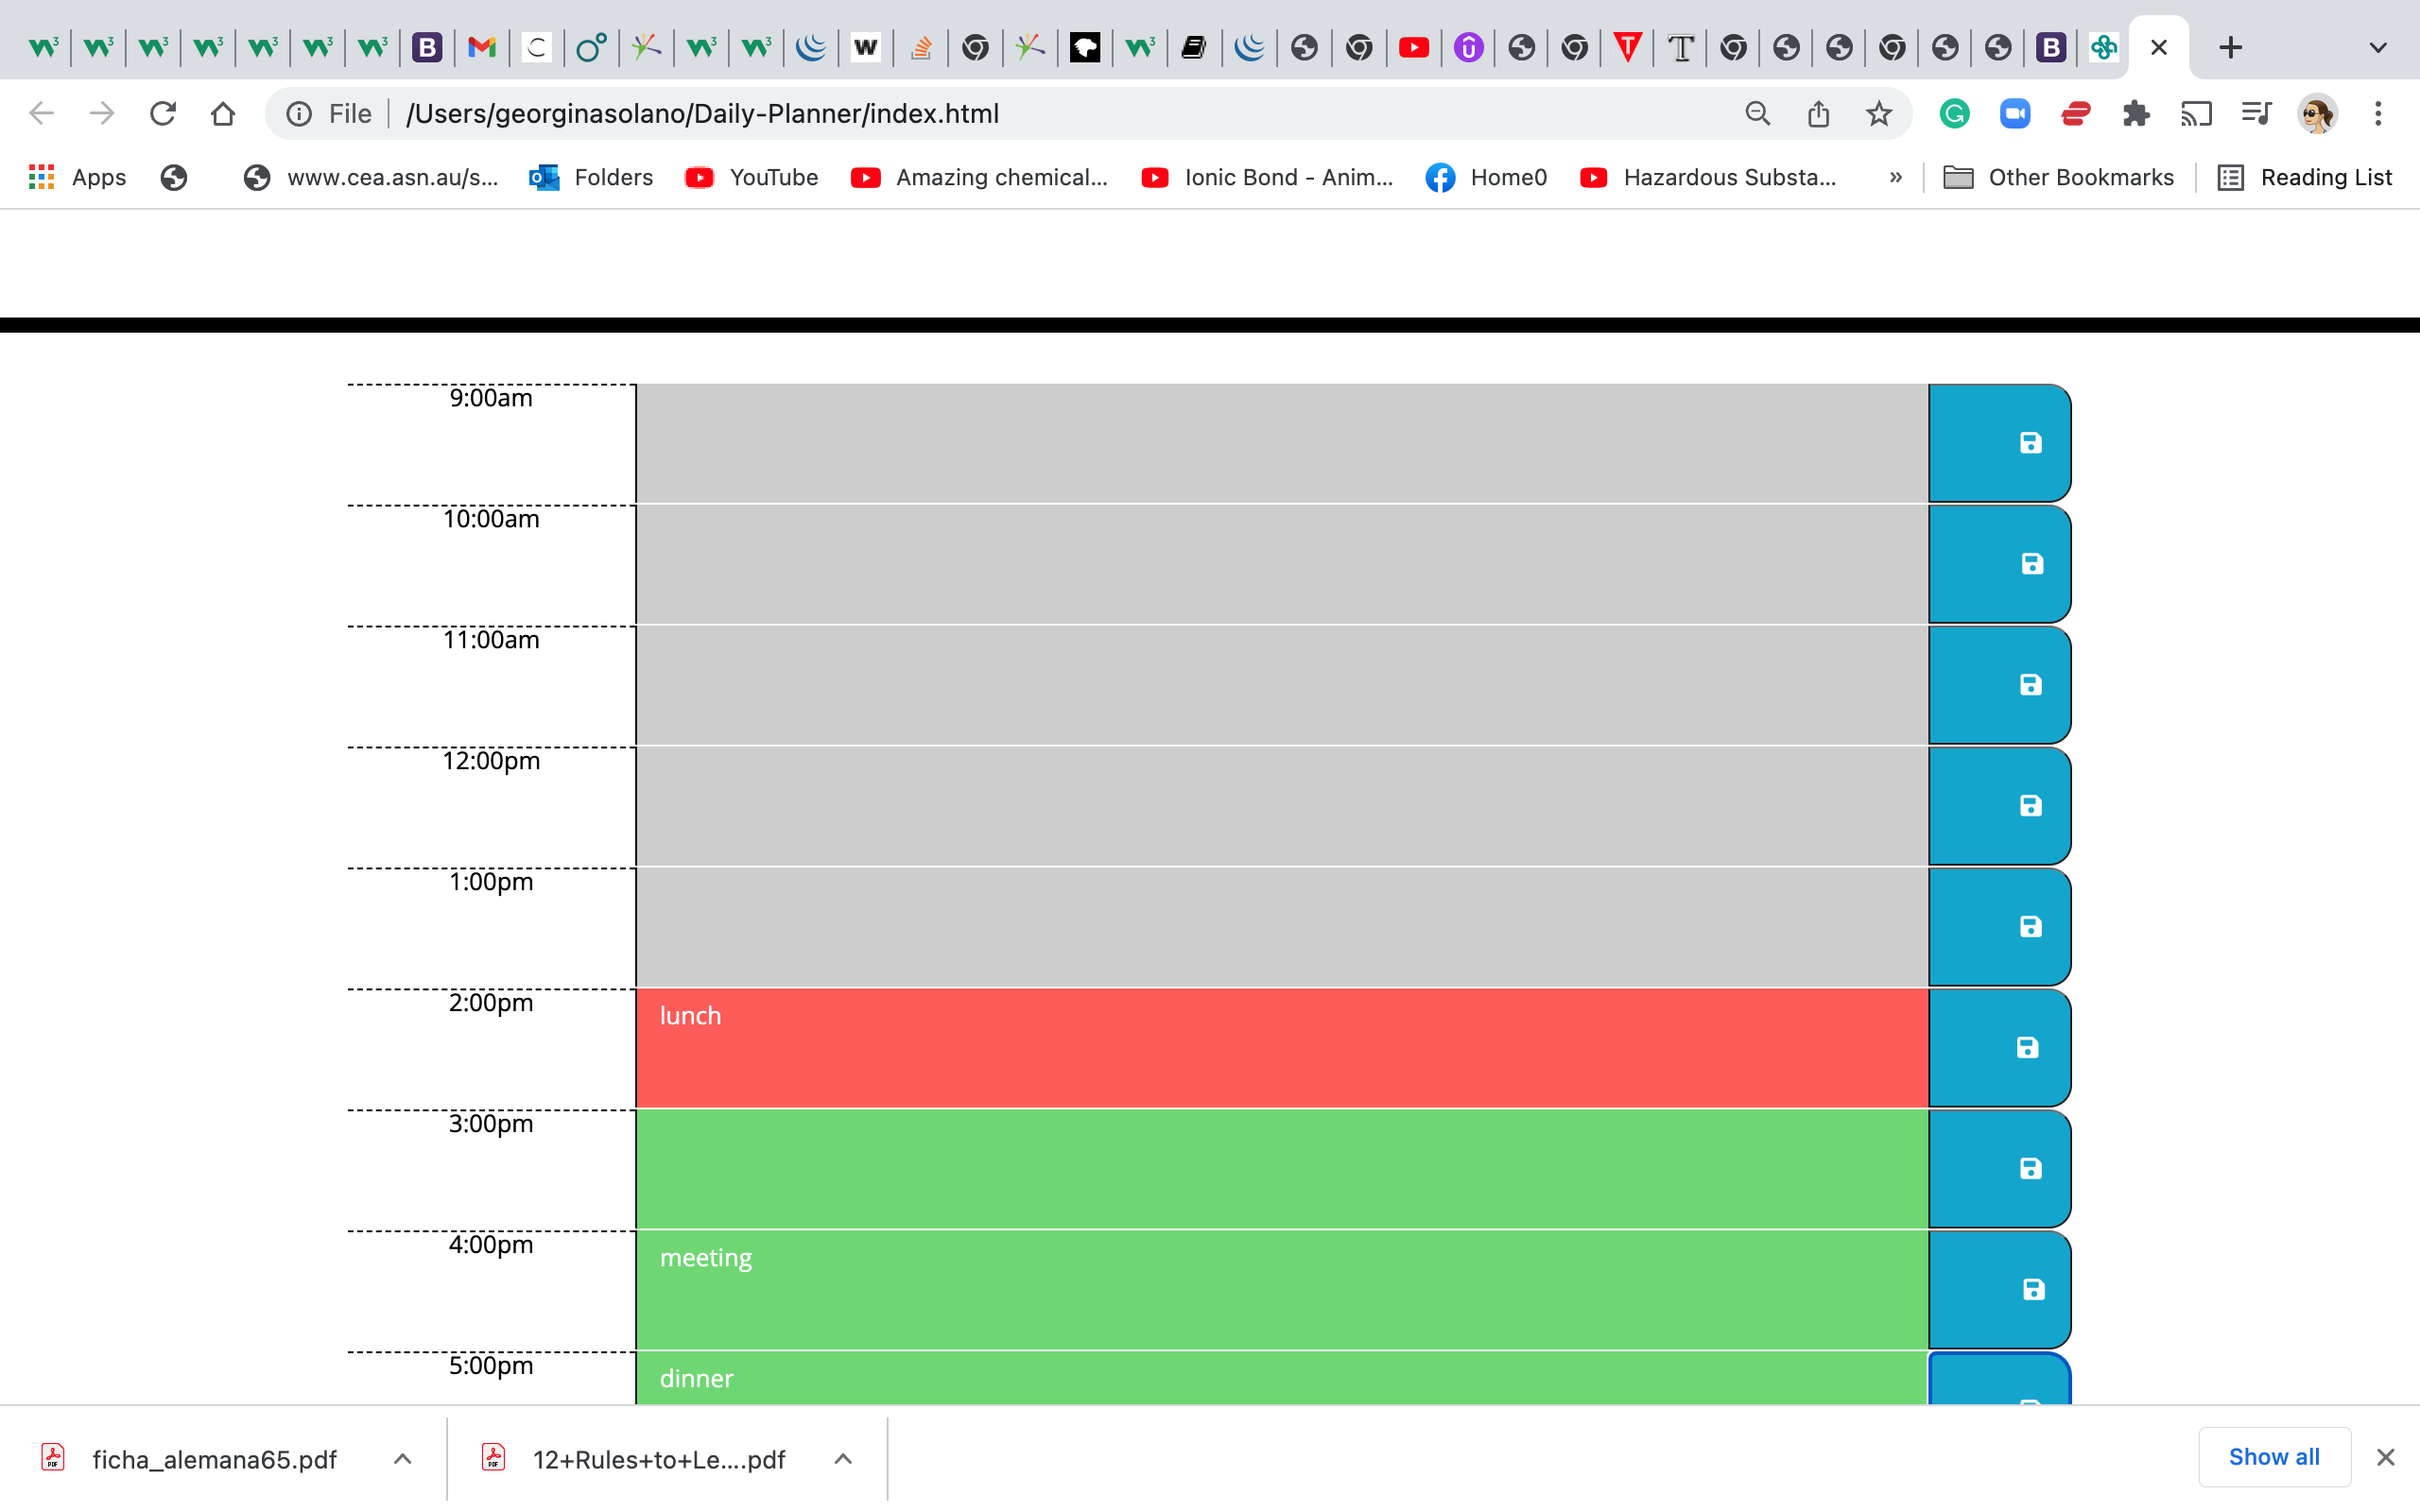 File /Users/georginasolano/Daily-Planner/index.html
Apps www.cea.asn.au/s... Folders YouTube Amazing chemical... Ionic Bond - Anim... Home0 Hazardous Substa... » Other Bookmarks Reading List
9:00am
10:00am
11:00am
12:00pm
1:00pm
2:00pm lunch
3:00pm
4:00pm meeting
5:00pm dinner
ficha_alemana65.pdf 12+Rules+to+Le....pdf Show all